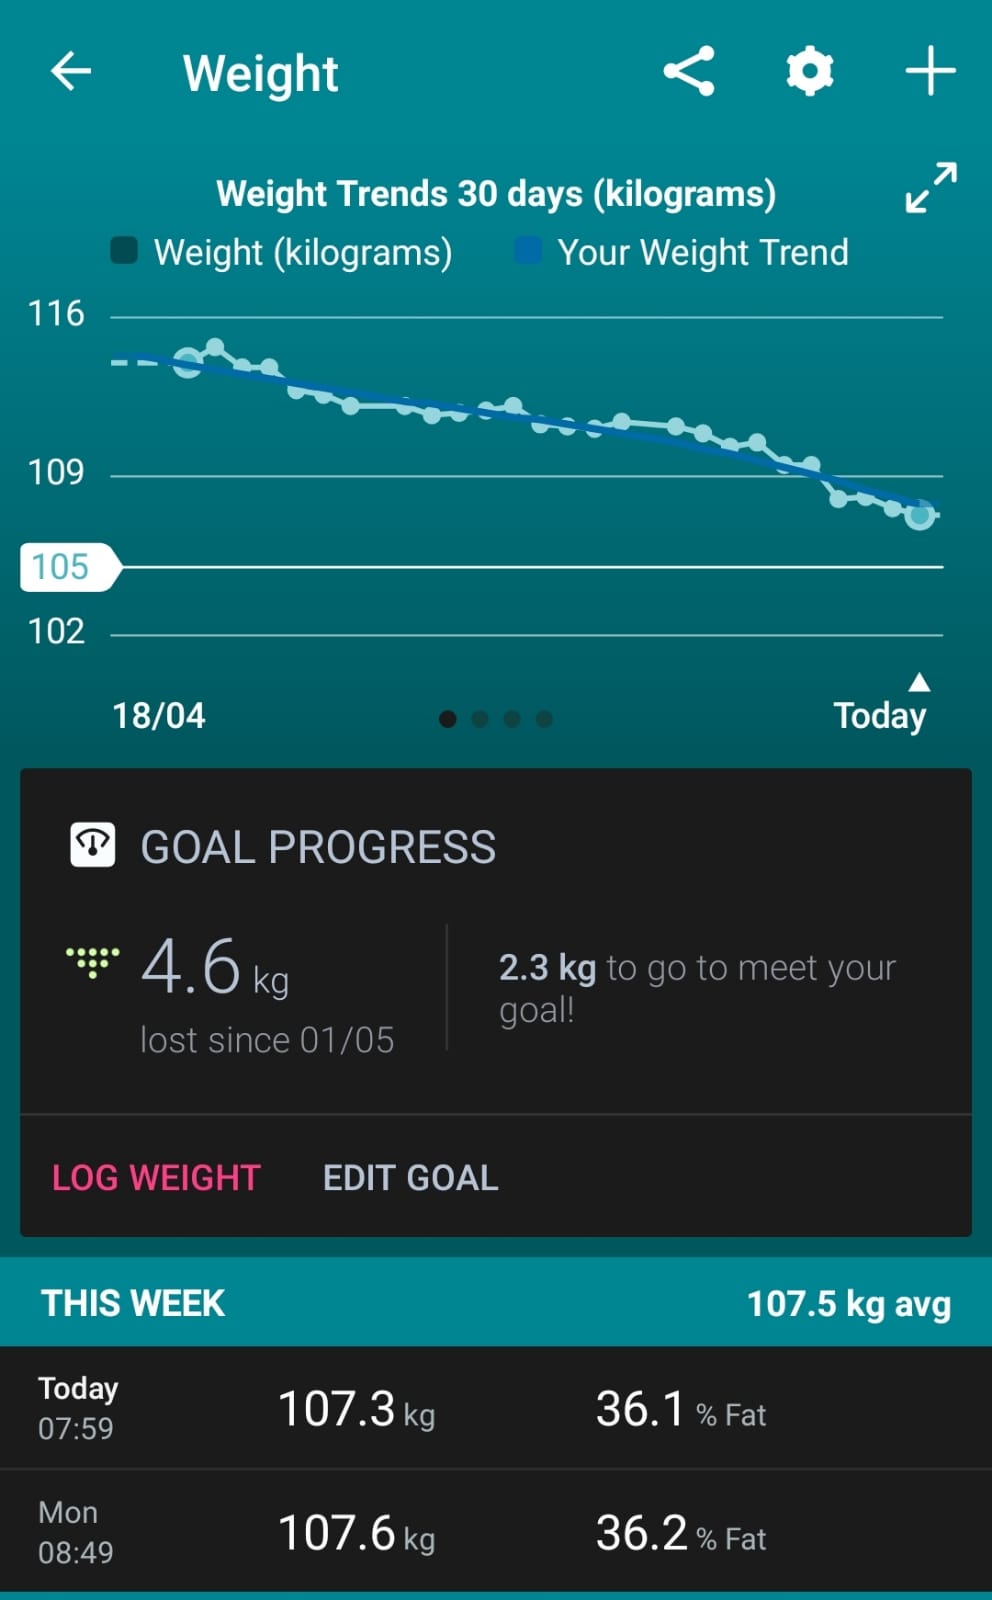 Weight
Weight Trends 30 days (kilograms)
Weight (kilograms) Your Weight Trend
116
109
105
102
18/04 Today
GOAL PROGRESS
4.6 kg
lost since 01/05
2.3 kg to go to meet your
goal!
LOG WEIGHT EDIT GOAL
THIS WEEK 107.5 kg avg
Today
07:59
107.3 kg 36.1 % Fat
Mon
08:49
107.6 kg 36.2 % Fat